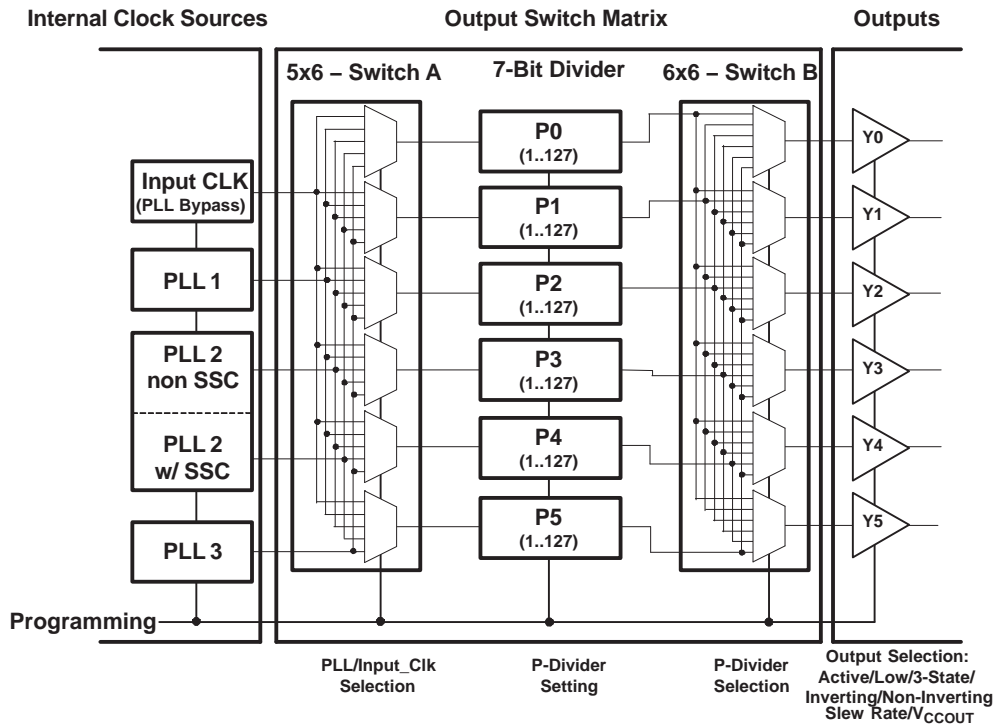 Internal Clock Sources
Output Switch Matrix
Outputs
5x6 – Switch A
7-Bit Divider
6x6 – Switch B
Input CLK
(PLL Bypass)
PLL 1
PLL 2
non SSC
PLL 2
w/ SSC
PLL 3
P0
(1..127)
P1
(1..127)
P2
(1..127)
P3
(1..127)
P4
(1..127)
P5
(1..127)
Y0
Y1
Y2
Y3
Y4
Y5
Programming
PLL/Input_Clk
Selection
P-Divider
Setting
P-Divider
Selection
Output Selection:
Active/Low/3-State/
Inverting/Non-Inverting
Slew Rate/VCCOUT